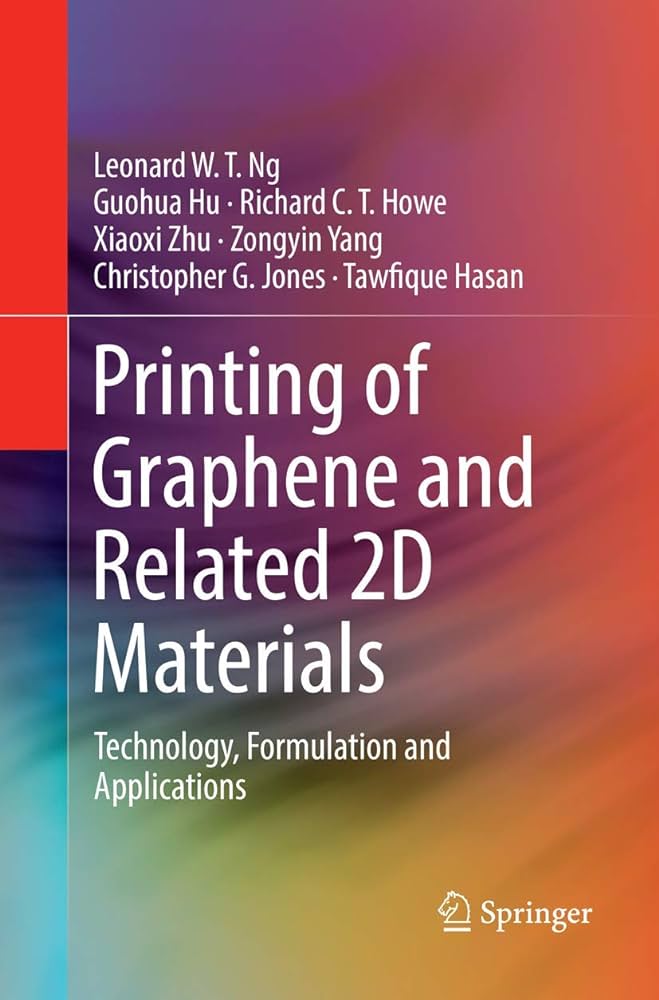 Leonard W. T. Ng
Guohua Hu · Richard C. T. Howe
Xiaoxi Zhu · Zongyin Yang
Christopher G. Jones · Tawfique Hasan
Printing of
Graphene and
Related 2D
Materials
Technology, Formulation and
Applications
Springer